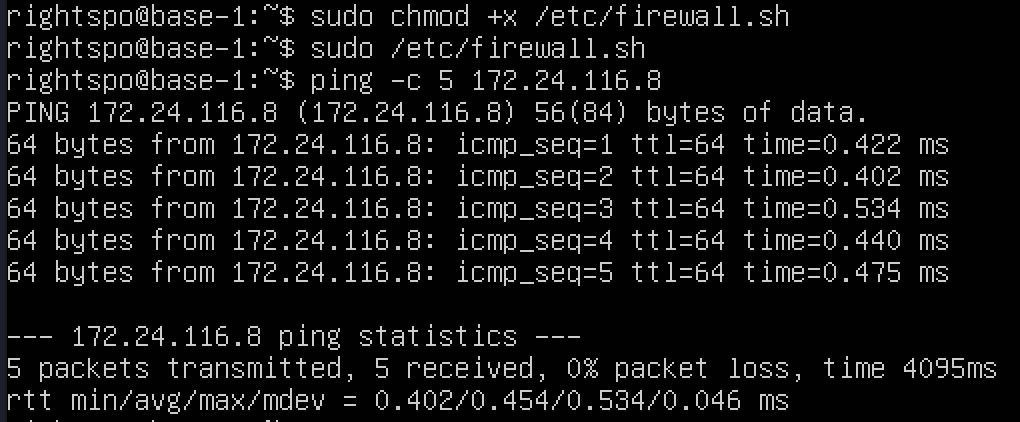 rightspo@base-1:~$ sudo chmod +x /etc/firewall.sh
rightspo@base-1:~$ sudo /etc/firewall.sh
rightspo@base-1:~$ ping -c 5 172.24.116.8
PING 172.24.116.8 (172.24.116.8) 56(84) bytes of data.
64 bytes from 172.24.116.8: icmp_seq=1 ttl=64 time=0.422 ms
64 bytes from 172.24.116.8: icmp_seq=2 ttl=64 time=0.402 ms
64 bytes from 172.24.116.8: icmp_seq=3 ttl=64 time=0.534 ms
64 bytes from 172.24.116.8: icmp_seq=4 ttl=64 time=0.440 ms
64 bytes from 172.24.116.8: icmp_seq=5 ttl=64 time=0.475 ms
--- 172.24.116.8 ping statistics ---
5 packets transmitted, 5 received, 0% packet loss, time 4095ms
rtt min/avg/max/mdev = 0.402/0.454/0.534/0.046 ms